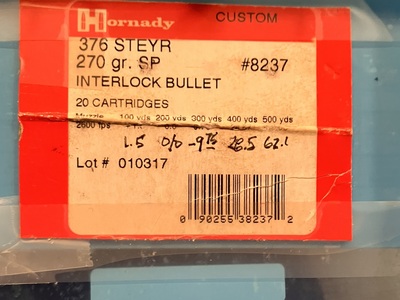 Hornady
CUSTOM
376 STEYR
270 gr. SP #8237
INTERLOCK BULLET
20 CARTRIDGES
Muzzle 100 yds 200 yds 300 yds 400 yds 500 yds
2600 fps
1.5 0/0 -9.75 28.5 62.1
Lot # 010317
0 90255 38237 2